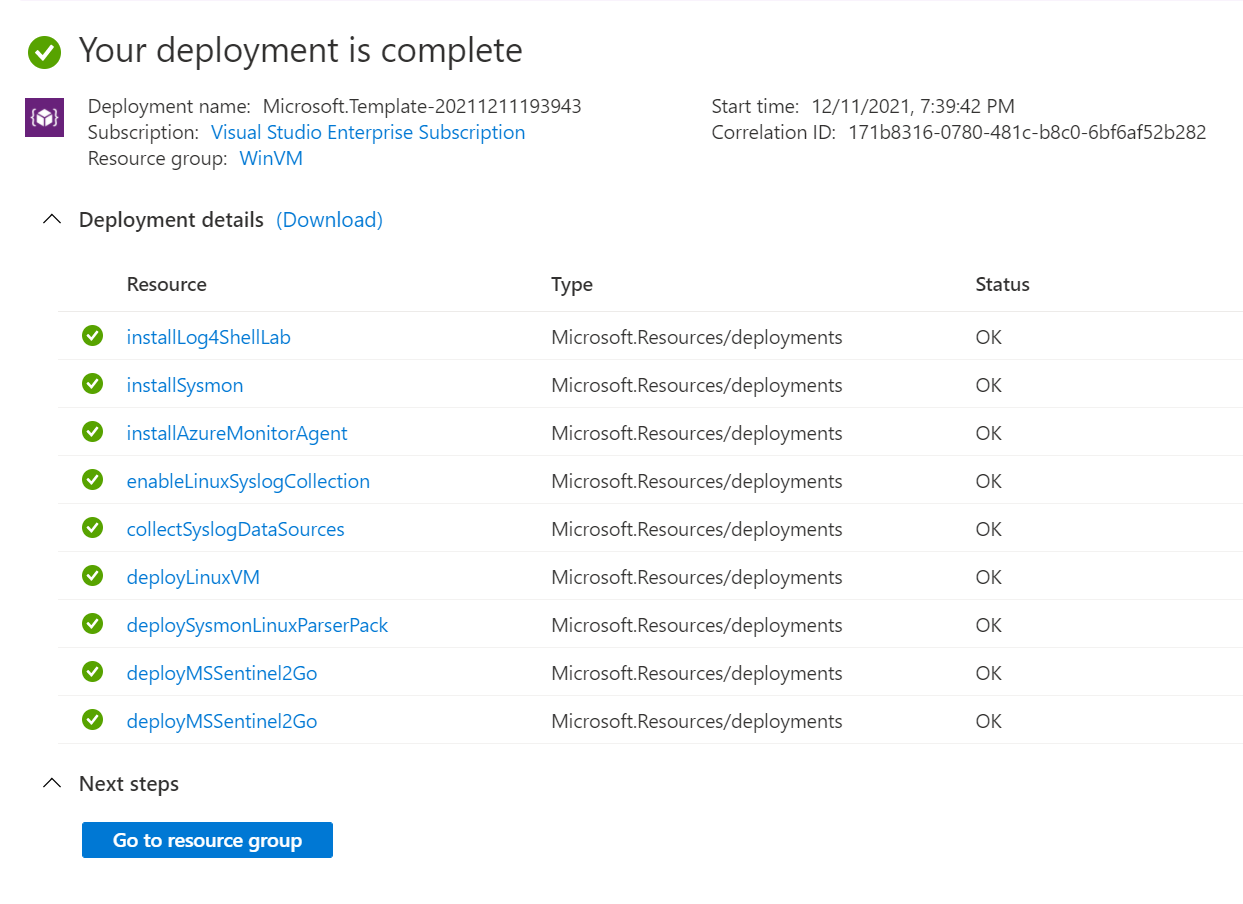 Your deployment is complete
Deployment name: Microsoft.Template-20211211193943
Start time: 12/11/2021, 7:39:42 PM
Subscription: Visual Studio Enterprise Subscription
Correlation ID: 171b8316-0780-481c-b8c0-6bf6af52b282
Resource group: WinVM
Deployment details (Download)
Resource Type Status
installLog4ShellLab Microsoft.Resources/deployments OK
installSysmon Microsoft.Resources/deployments OK
installAzureMonitorAgent Microsoft.Resources/deployments OK
enableLinuxSyslogCollection Microsoft.Resources/deployments OK
collectSyslogDataSources Microsoft.Resources/deployments OK
deployLinuxVM Microsoft.Resources/deployments OK
deploySysmonLinuxParserPack Microsoft.Resources/deployments OK
deployMSSentinel2Go Microsoft.Resources/deployments OK
deployMSSentinel2Go Microsoft.Resources/deployments OK
Next steps
Go to resource group